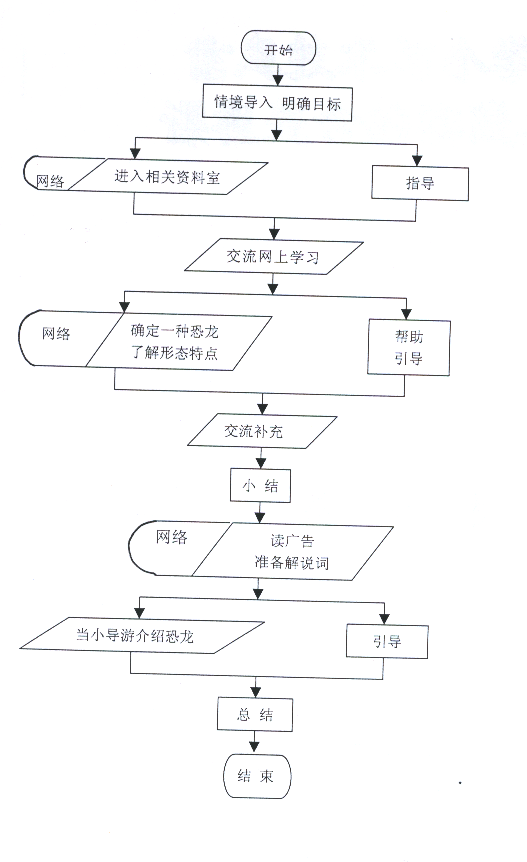 开始
情境导入 明确目标
网络
进入相关资料室
指导
交流网上学习
网络
确定一种恐龙
了解形态特点
帮助
引导
交流补充
小 结
网络
读广告
准备解说词
当小导游介绍恐龙
引导
总 结
结 束